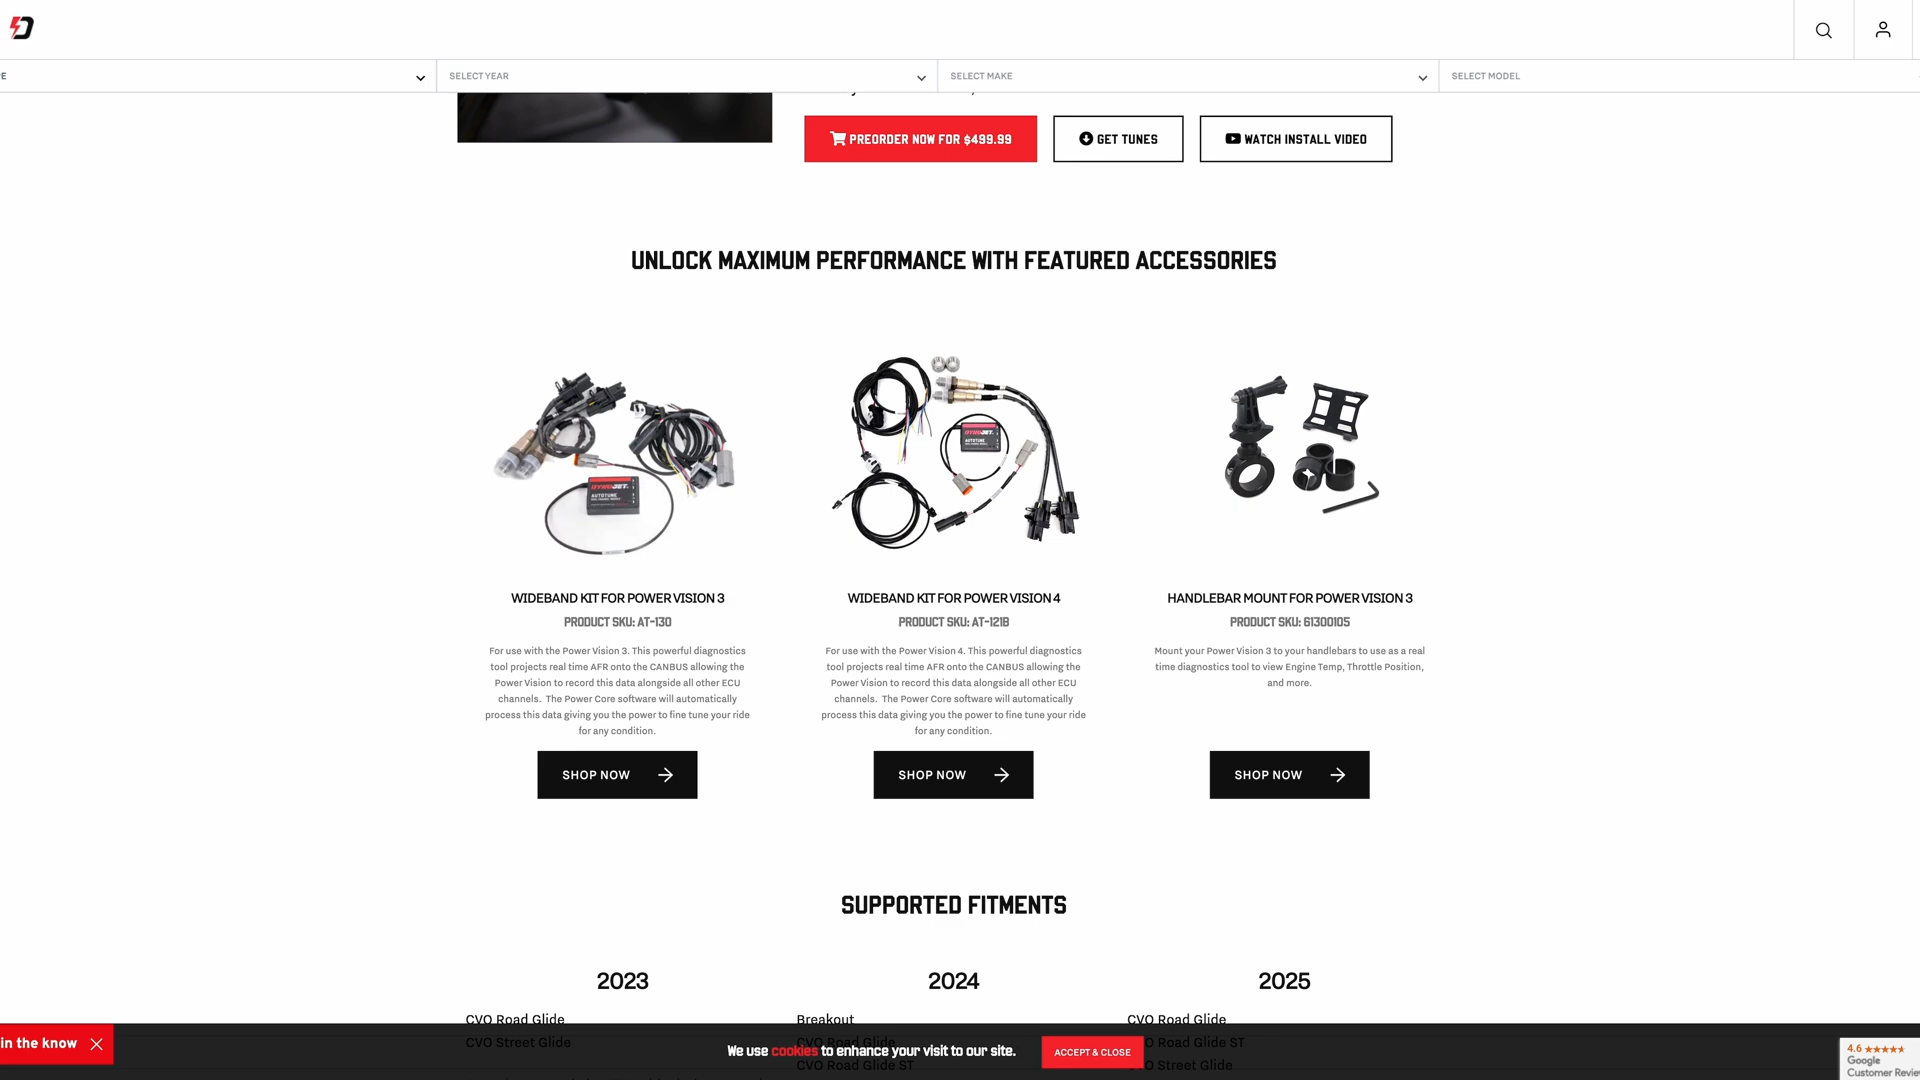 E
SELECT YEAR
SELECT MAKE
SELECT MODEL
PREORDER NOW FOR $499.99
GET TUNES
WATCH INSTALL VIDEO
UNLOCK MAXIMUM PERFORMANCE WITH FEATURED ACCESSORIES
DYNOJET
AUTOTUNE
DYNOJET
AUTOTUNE
WIDEBAND KIT FOR POWER VISION 3
PRODUCT SKU: AT-130
For use with the Power Vision 3. This powerful diagnostics
tool projects real time AFR onto the CANBUS allowing the
Power Vision to record this data alongside all other ECU
channels. The Power Core software will automatically
process this data giving you the power to fine tune your ride
for any condition.
SHOP NOW
WIDEBAND KIT FOR POWER VISION 4
PRODUCT SKU: AT-121B
For use with the Power Vision 4. This powerful diagnostics
tool projects real time AFR onto the CANBUS allowing the
Power Vision to record this data alongside all other ECU
channels. The Power Core software will automatically
process this data giving you the power to fine tune your ride
for any condition.
SHOP NOW
HANDLEBAR MOUNT FOR POWER VISION 3
PRODUCT SKU: 61300105
Mount your Power Vision 3 to your handlebars to use as a real
time diagnostics tool to view Engine Temp, Throttle Position,
and more.
SHOP NOW
SUPPORTED FITMENTS
2023
CVO Road Glide
CVO Street Glide
2024
Breakout
CVO Road Glide
CVO Road Glide ST
2025
CVO Road Glide
CVO Road Glide ST
CVO Street Glide
in the know
We use cookies to enhance your visit to our site.
ACCEPT & CLOSE
4.6
Google
Customer Revie